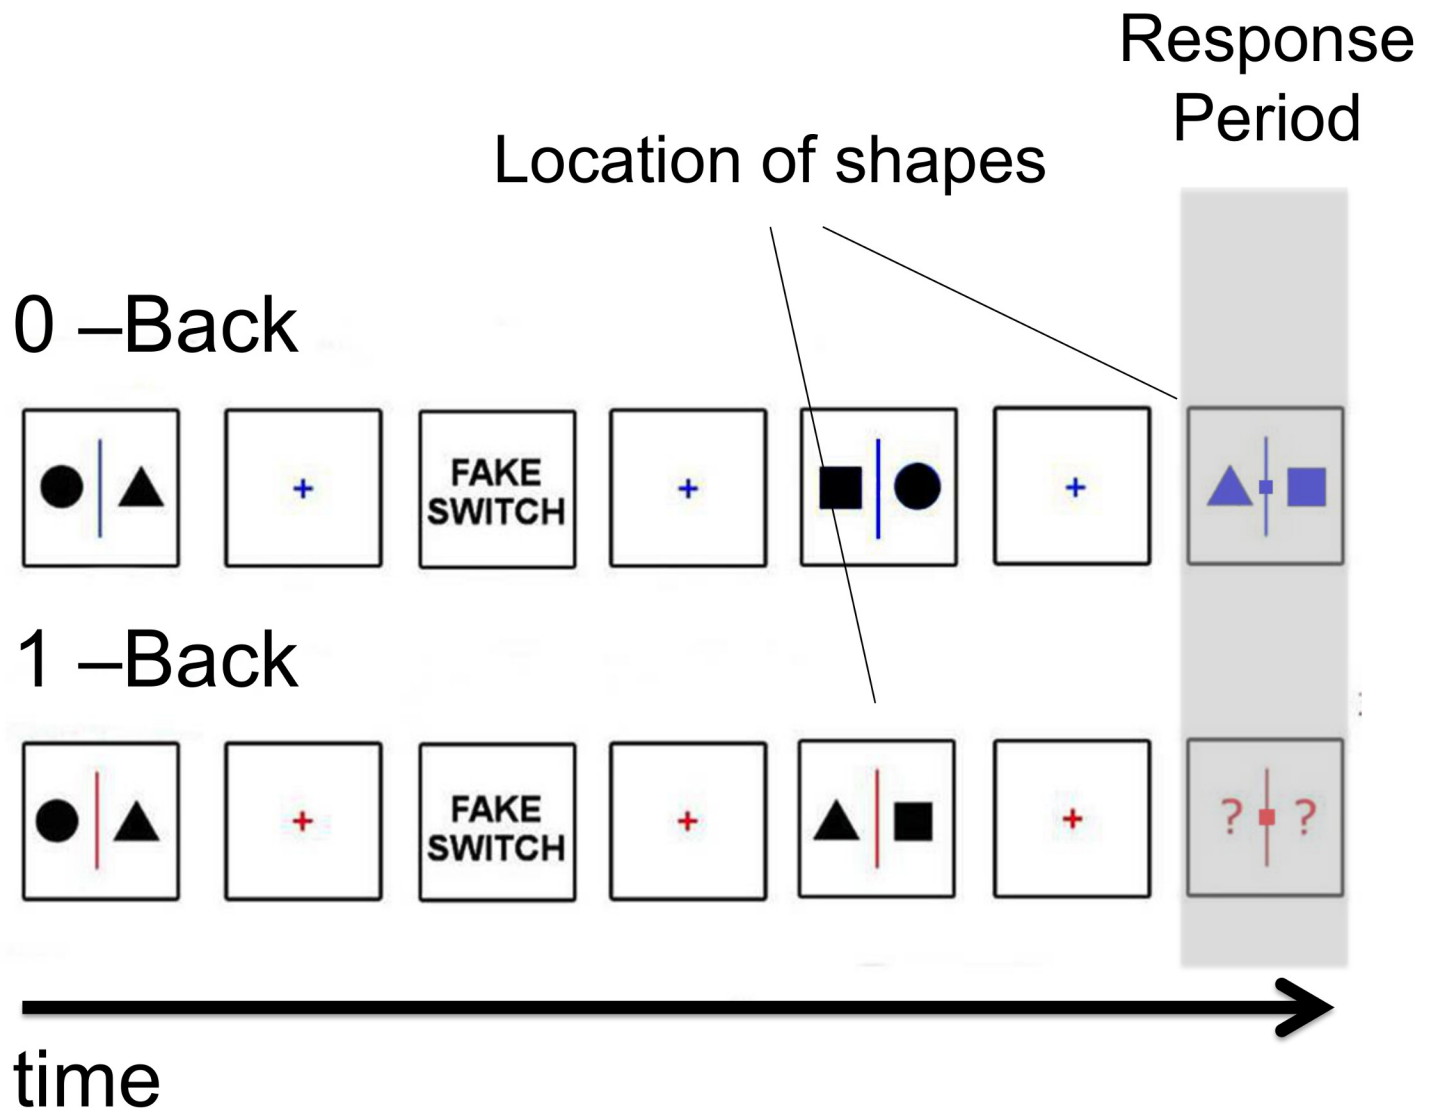 Response
Period
Location of shapes
0 –Back
FAKE
SWITCH
1 –Back
FAKE
SWITCH
? ?
time